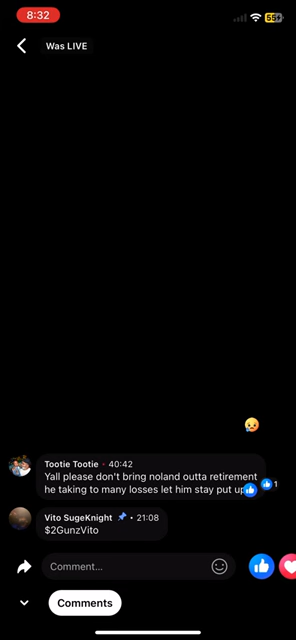 8:32
55
Was LIVE
Tootie Tootie • 40:42
Yall please don't bring noland outta retirement
he taking to many losses let him stay put up
1
Vito SugeKnight • 21:08
$2GunzVito
Comment...
Comments